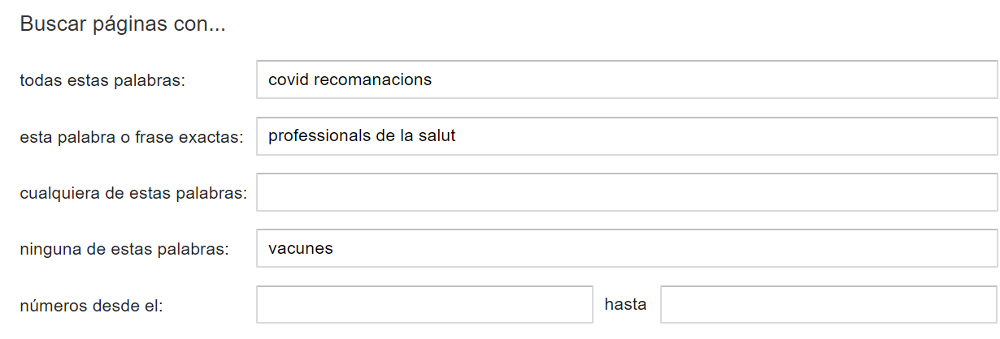 Buscar páginas con...
todas estas palabras: covid recomanacions
esta palabra o frase exactas: professionals de la salut
cualquiera de estas palabras:
ninguna de estas palabras: vacunes
números desde el: hasta